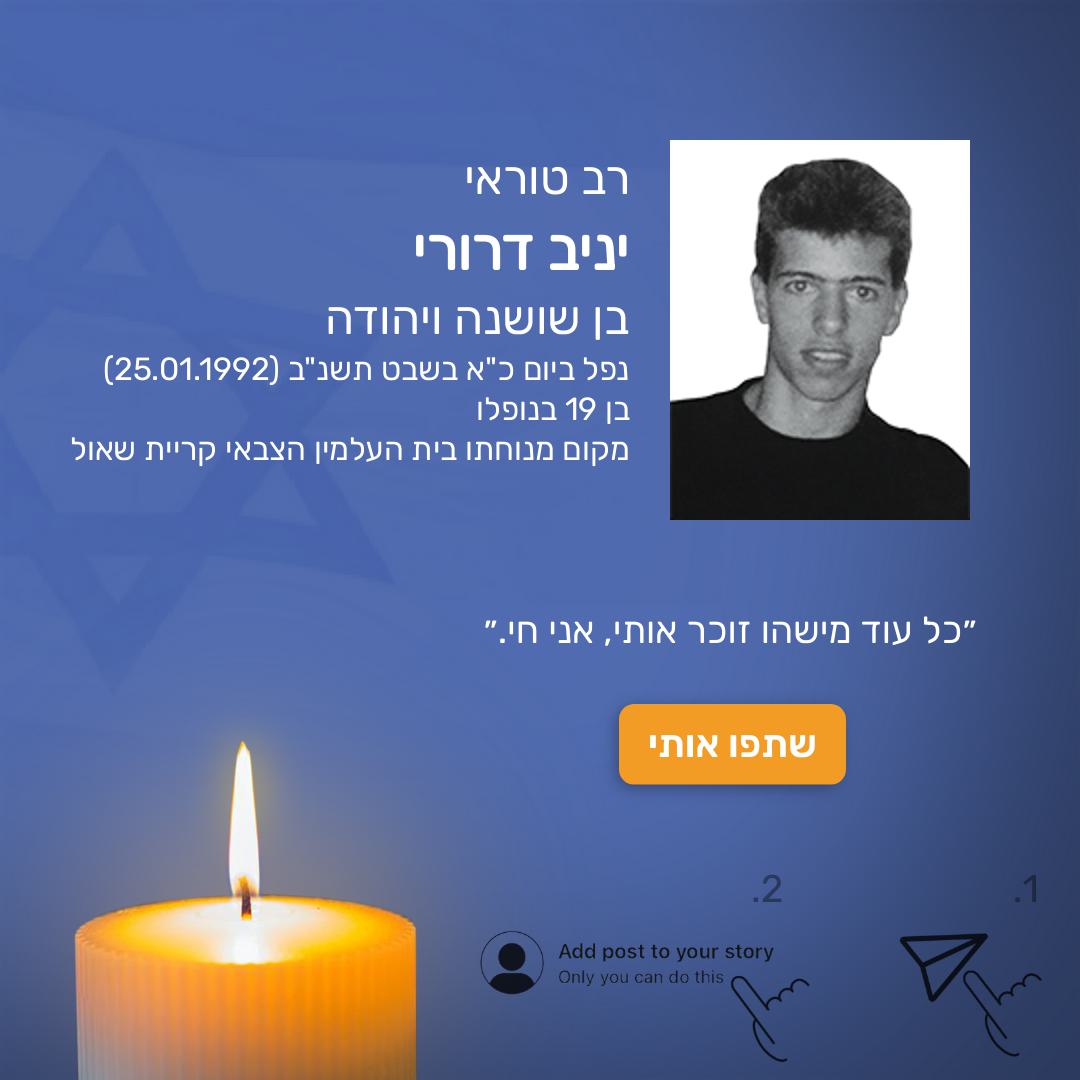 רב טוראי
יניב דרורי
בן שושנה ויהודה
נפל ביום כ"א בשבט תשנ"ב (25.01.1992)
בן 19 בנופלו
מקום מנוחתו בית העלמין הצבאי קריית שאול
״כל עוד מישהו זוכר אותי, אני חי.״
שתפו אותי
1.
2.
Add post to your story
Only you can do this